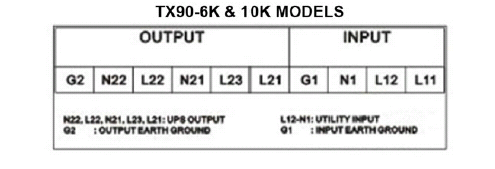 TX90-6K & 10K MODELS
OUTPUT INPUT
G2 N22 L22 N21 L23 L21 G1 N1 L12 L11
N22, L22, N21, L23, L21: UPS OUTPUT L12-N1: UTILITY INPUT
G2 : OUTPUT EARTH GROUND G1 : INPUT EARTH GROUND